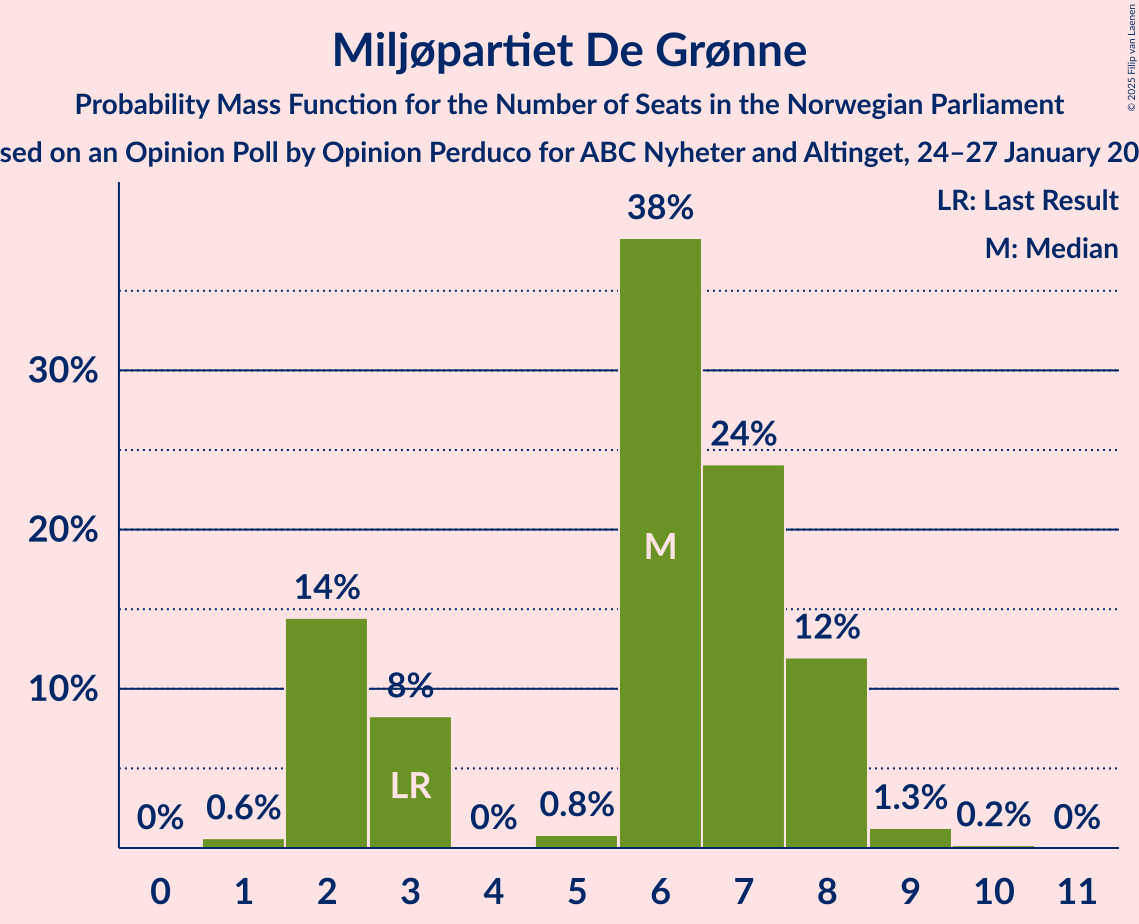 Miljøpartiet De Grønne
Probability Mass Function for the Number of Seats in the Norwegian Parliament
sed on an Opinion Poll by Opinion Perduco for ABC Nyheter and Altinget, 24–27 January 20
© 2025 Filip van Laenen
LR: Last Result
M: Median
38%
30%
24%
20%
M
14%
12%
10%
8%
LR
0%
0.6%
0%
0.8%
1.3%
0.2%
0%
0 1 2 3 4 5 6 7 8 9 10 11